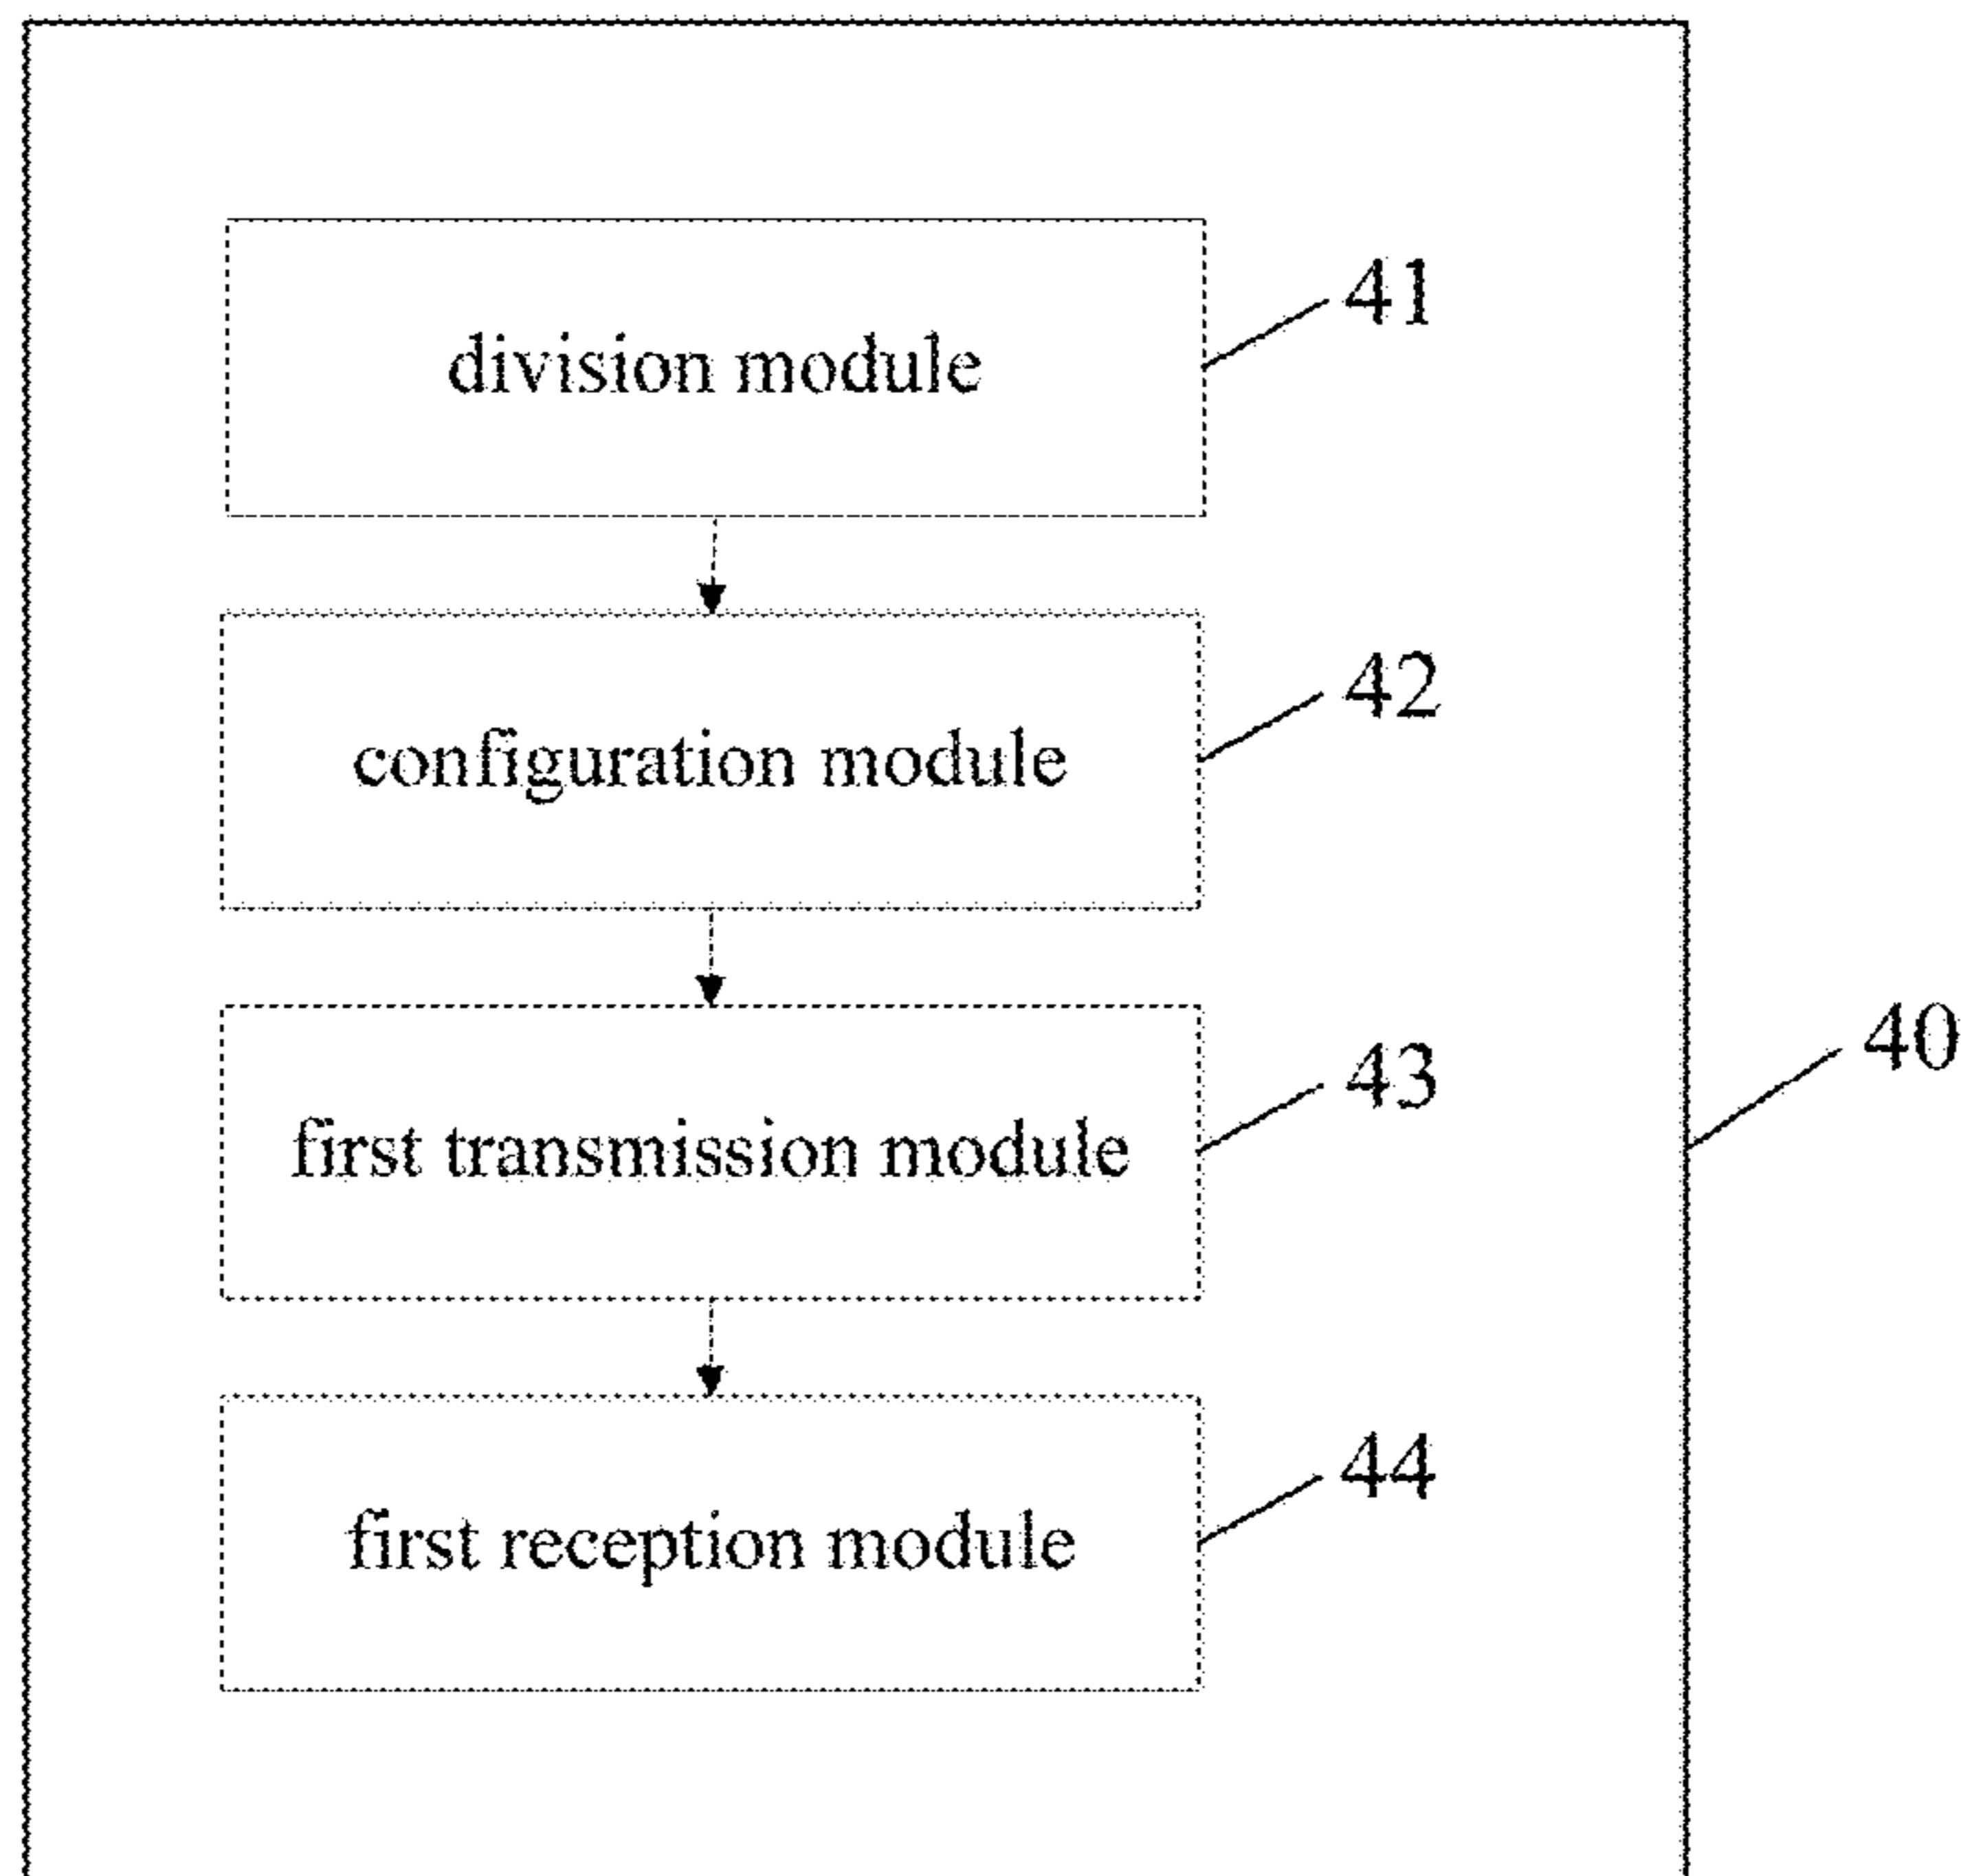 division module
41
configuration module
42
first transmission module
43
40
first reception module
44